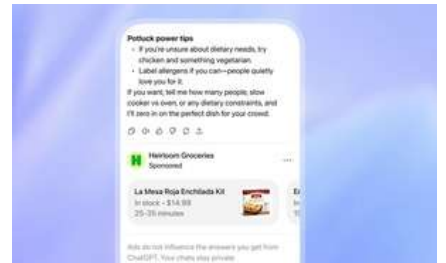 Potluck power tips
• If you're unsure about dietary needs, try
chicken and something vegetarian.
• Label allergens if you can—people quietly
love you for it.
If you want, tell me how many people, slow
cooker vs oven, or any dietary constraints, and
I'll zero in on the perfect dish for your crowd.
H
Heirloom Groceries
Sponsored
La Mesa Roja Enchilada Kit
In stock • $14.99
25–35 minutes
Ads do not influence the answers you get from
ChatGPT. Your chats stay private